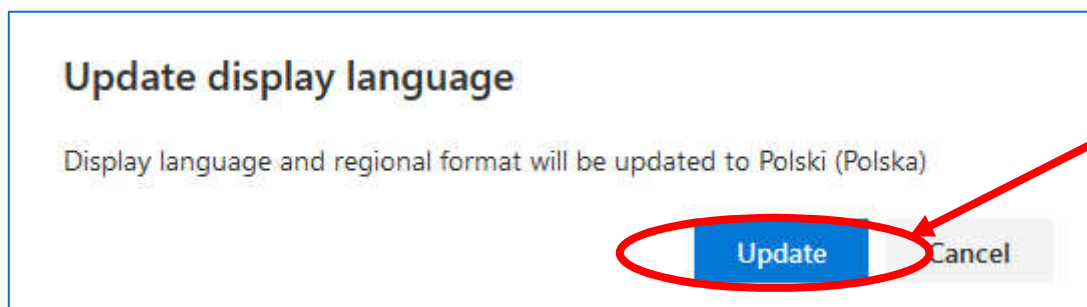 Update display language
Display language and regional format will be updated to Polski (Polska)
Update Cancel